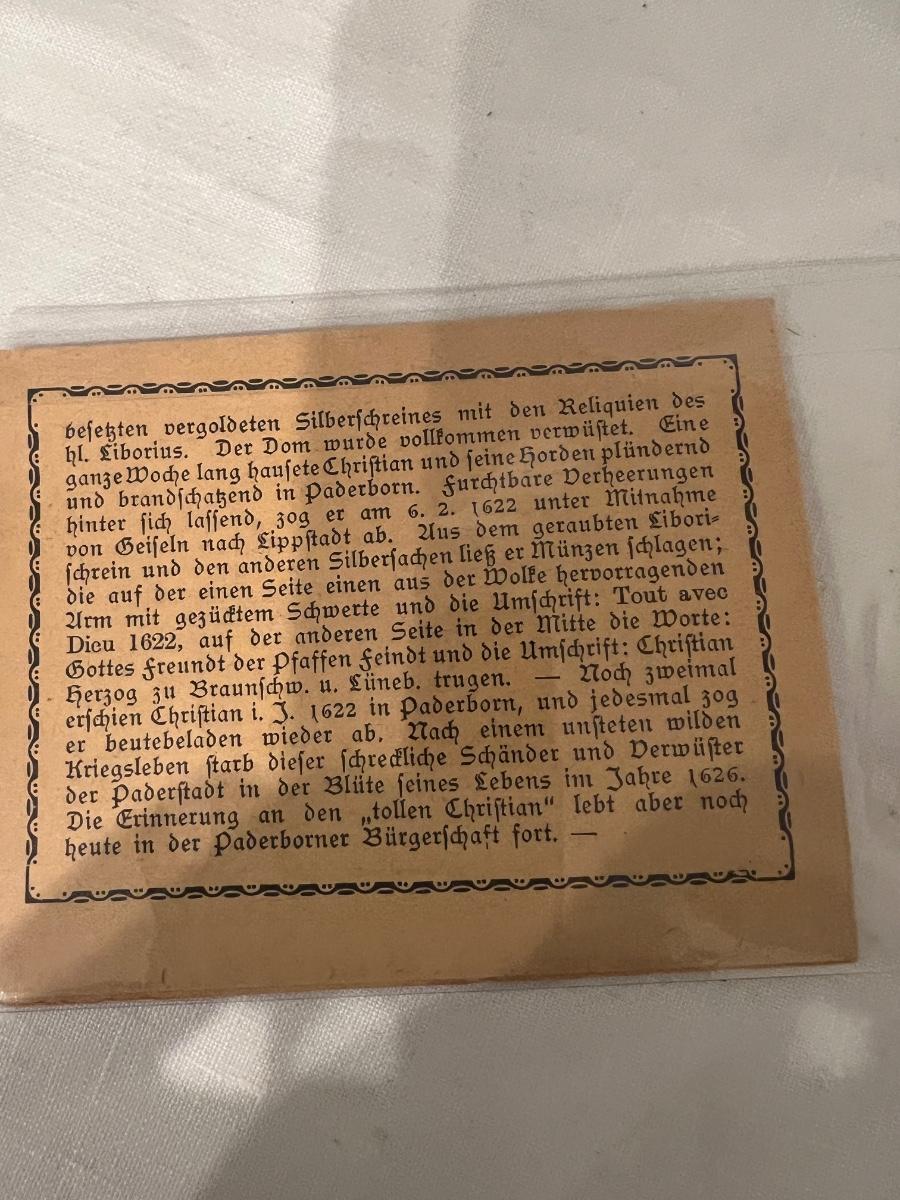 besetzten vergoldeten Silberschreines mit den Reliquien des
hl. Liborius. Der Dom wurde vollkommen verwüstet. Eine
ganze Woche lang hausete Christian und seine Horden plündernd
und brandschatzend in Paderborn. Furchtbare Verheerungen
hinter sich lassend, zog er am 6. 2. 1622 unter Mitnahme
von Geiseln nach Lippstadt ab. Aus dem geraubten Libori-
schrein und den anderen Silbersachen ließ er Münzen schlagen;
die auf der einen Seite einen aus der Wolke hervorragenden
Arm mit gezücktem Schwerte und die Umschrift: Tout avec
Dieu 1622, auf der anderen Seite in der Mitte die Worte:
Gottes Freundt der Pfaffen Feindt und die Umschrift: Christian
Herzog zu Braunschw. u. Lüneb. trugen. — Noch zweimal
erschien Christian i. J. 1622 in Paderborn, und jedesmal zog
er beutebeladen wieder ab. Nach einem unsteten wilden
Kriegsleben starb dieser schreckliche Schänder und Verwüster
der Paderstadt in der Blüte seines Lebens im Jahre 1626.
Die Erinnerung an den „tollen Christian“ lebt aber noch
heute in der Paderborner Bürgerschaft fort. —